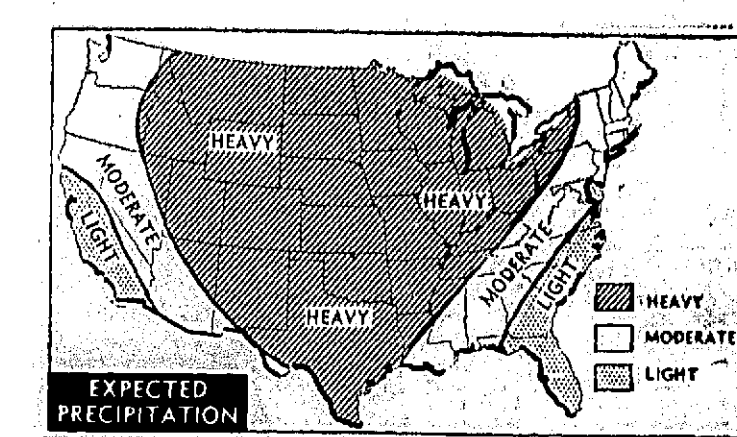 HEAVY
MODERATE
LIGHT
HEAVY
MODERATE
LIGHT
HEAVY
HEAVY
MODERATE
LIGHT
EXPECTED
PRECIPITATION